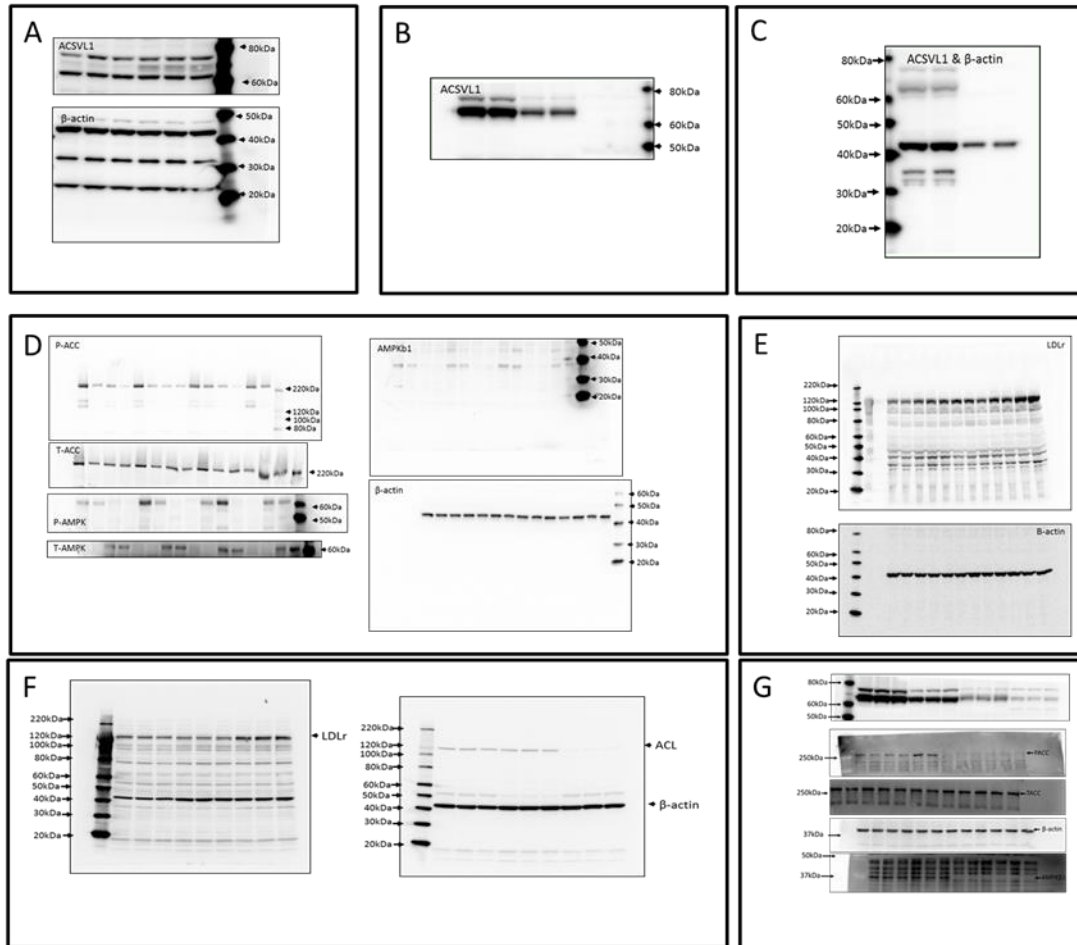 A
ACSVL1
80kDa
60kDa
β-actin
50kDa
40kDa
30kDa
20kDa
B
ACSVL1
80kDa
60kDa
50kDa
C
ACSVL1 & β-actin
80kDa
60kDa
50kDa
40kDa
30kDa
20kDa
D
P-ACC
220kDa
120kDa
100kDa
80kDa
T-ACC
220kDa
P-AMPK
60kDa
50kDa
T-AMPK
60kDa
AMPKb1
50kDa
40kDa
30kDa
20kDa
β-actin
60kDa
50kDa
40kDa
30kDa
20kDa
E
LDLr
220kDa
120kDa
100kDa
80kDa
60kDa
50kDa
40kDa
30kDa
20kDa
B-actin
80kDa
60kDa
50kDa
40kDa
30kDa
20kDa
F
220kDa
120kDa
100kDa
80kDa
60kDa
50kDa
40kDa
30kDa
20kDa
LDLr
220kDa
120kDa
100kDa
80kDa
60kDa
50kDa
40kDa
30kDa
20kDa
ACL
β-actin
G
80kDa
60kDa
50kDa
250kDa
PACC
250kDa
TACC
37kDa
β-actin
50kDa
37kDa